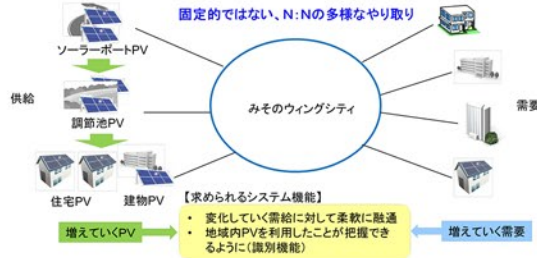 固定的ではない、N:Nの多様なやり取り
ソーラーポートPV
供給
みそのウィングシティ
需要
調節池PV
住宅PV
建物PV
【求められるシステム機能】
• 変化していく需給に対して柔軟に融通
• 地域内PVを利用したことが把握でき
るように(識別機能)
増えていくPV
増えていく需要